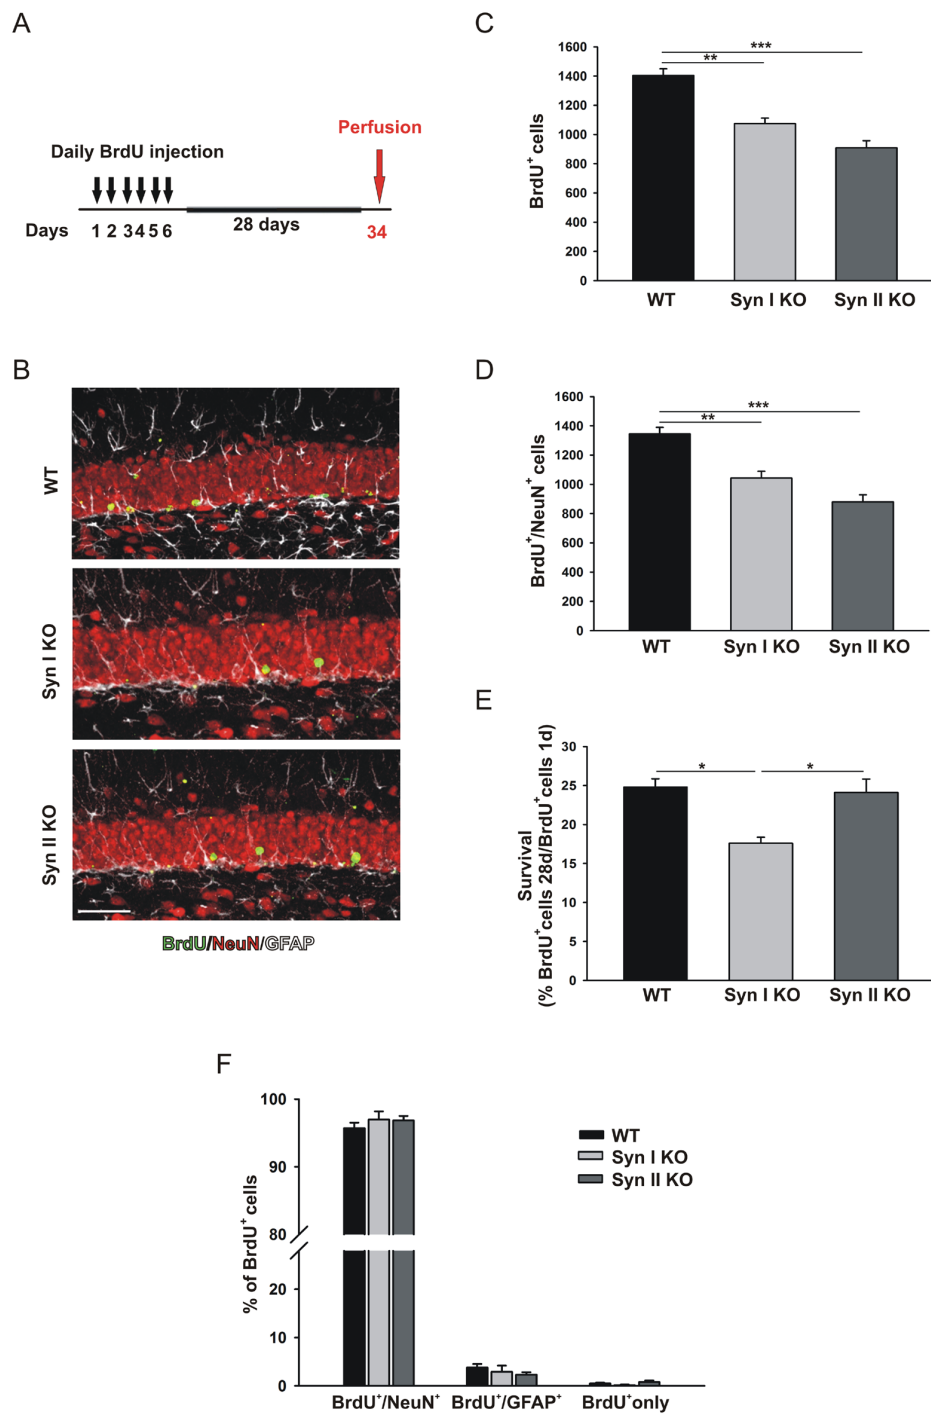 A
Perfusion
Daily BrdU injection
Days 1 2 3 4 5 6 28 days 34
B
WT
Syn I KO
Syn II KO
BrdU/NeuN/GFAP
C
BrdU⁺ cells
1600
1400
1200
1000
800
600
400
200
0
***
**
WT Syn I KO Syn II KO
D
BrdU⁺/NeuN⁺ cells
1600
1400
1200
1000
800
600
400
200
0
***
**
WT Syn I KO Syn II KO
E
Survival
(% BrdU⁺cells 28d/BrdU⁺cells 1d)
30
25
20
15
10
5
0
* *
WT Syn I KO Syn II KO
F
% of BrdU⁺ cells
100
90
80
20
10
0
WT
Syn I KO
Syn II KO
BrdU⁺/NeuN⁺ BrdU⁺/GFAP⁺ BrdU⁺only